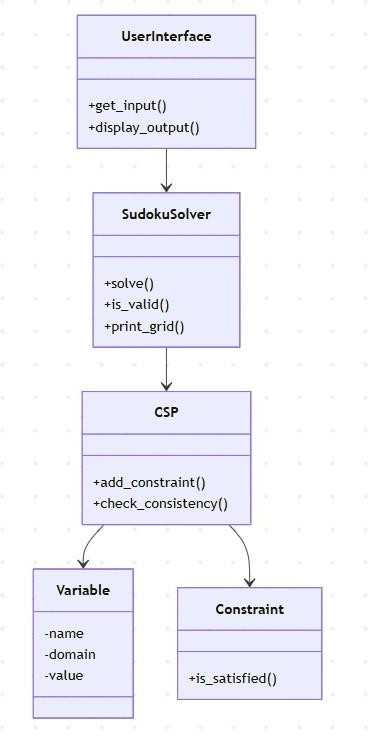 UserInterface
+get_input()
+display_output()
SudokuSolver
+solve()
+is_valid()
+print_grid()
CSP
+add_constraint()
+check_consistency()
Variable
-name
-domain
-value
Constraint
+is_satisfied()